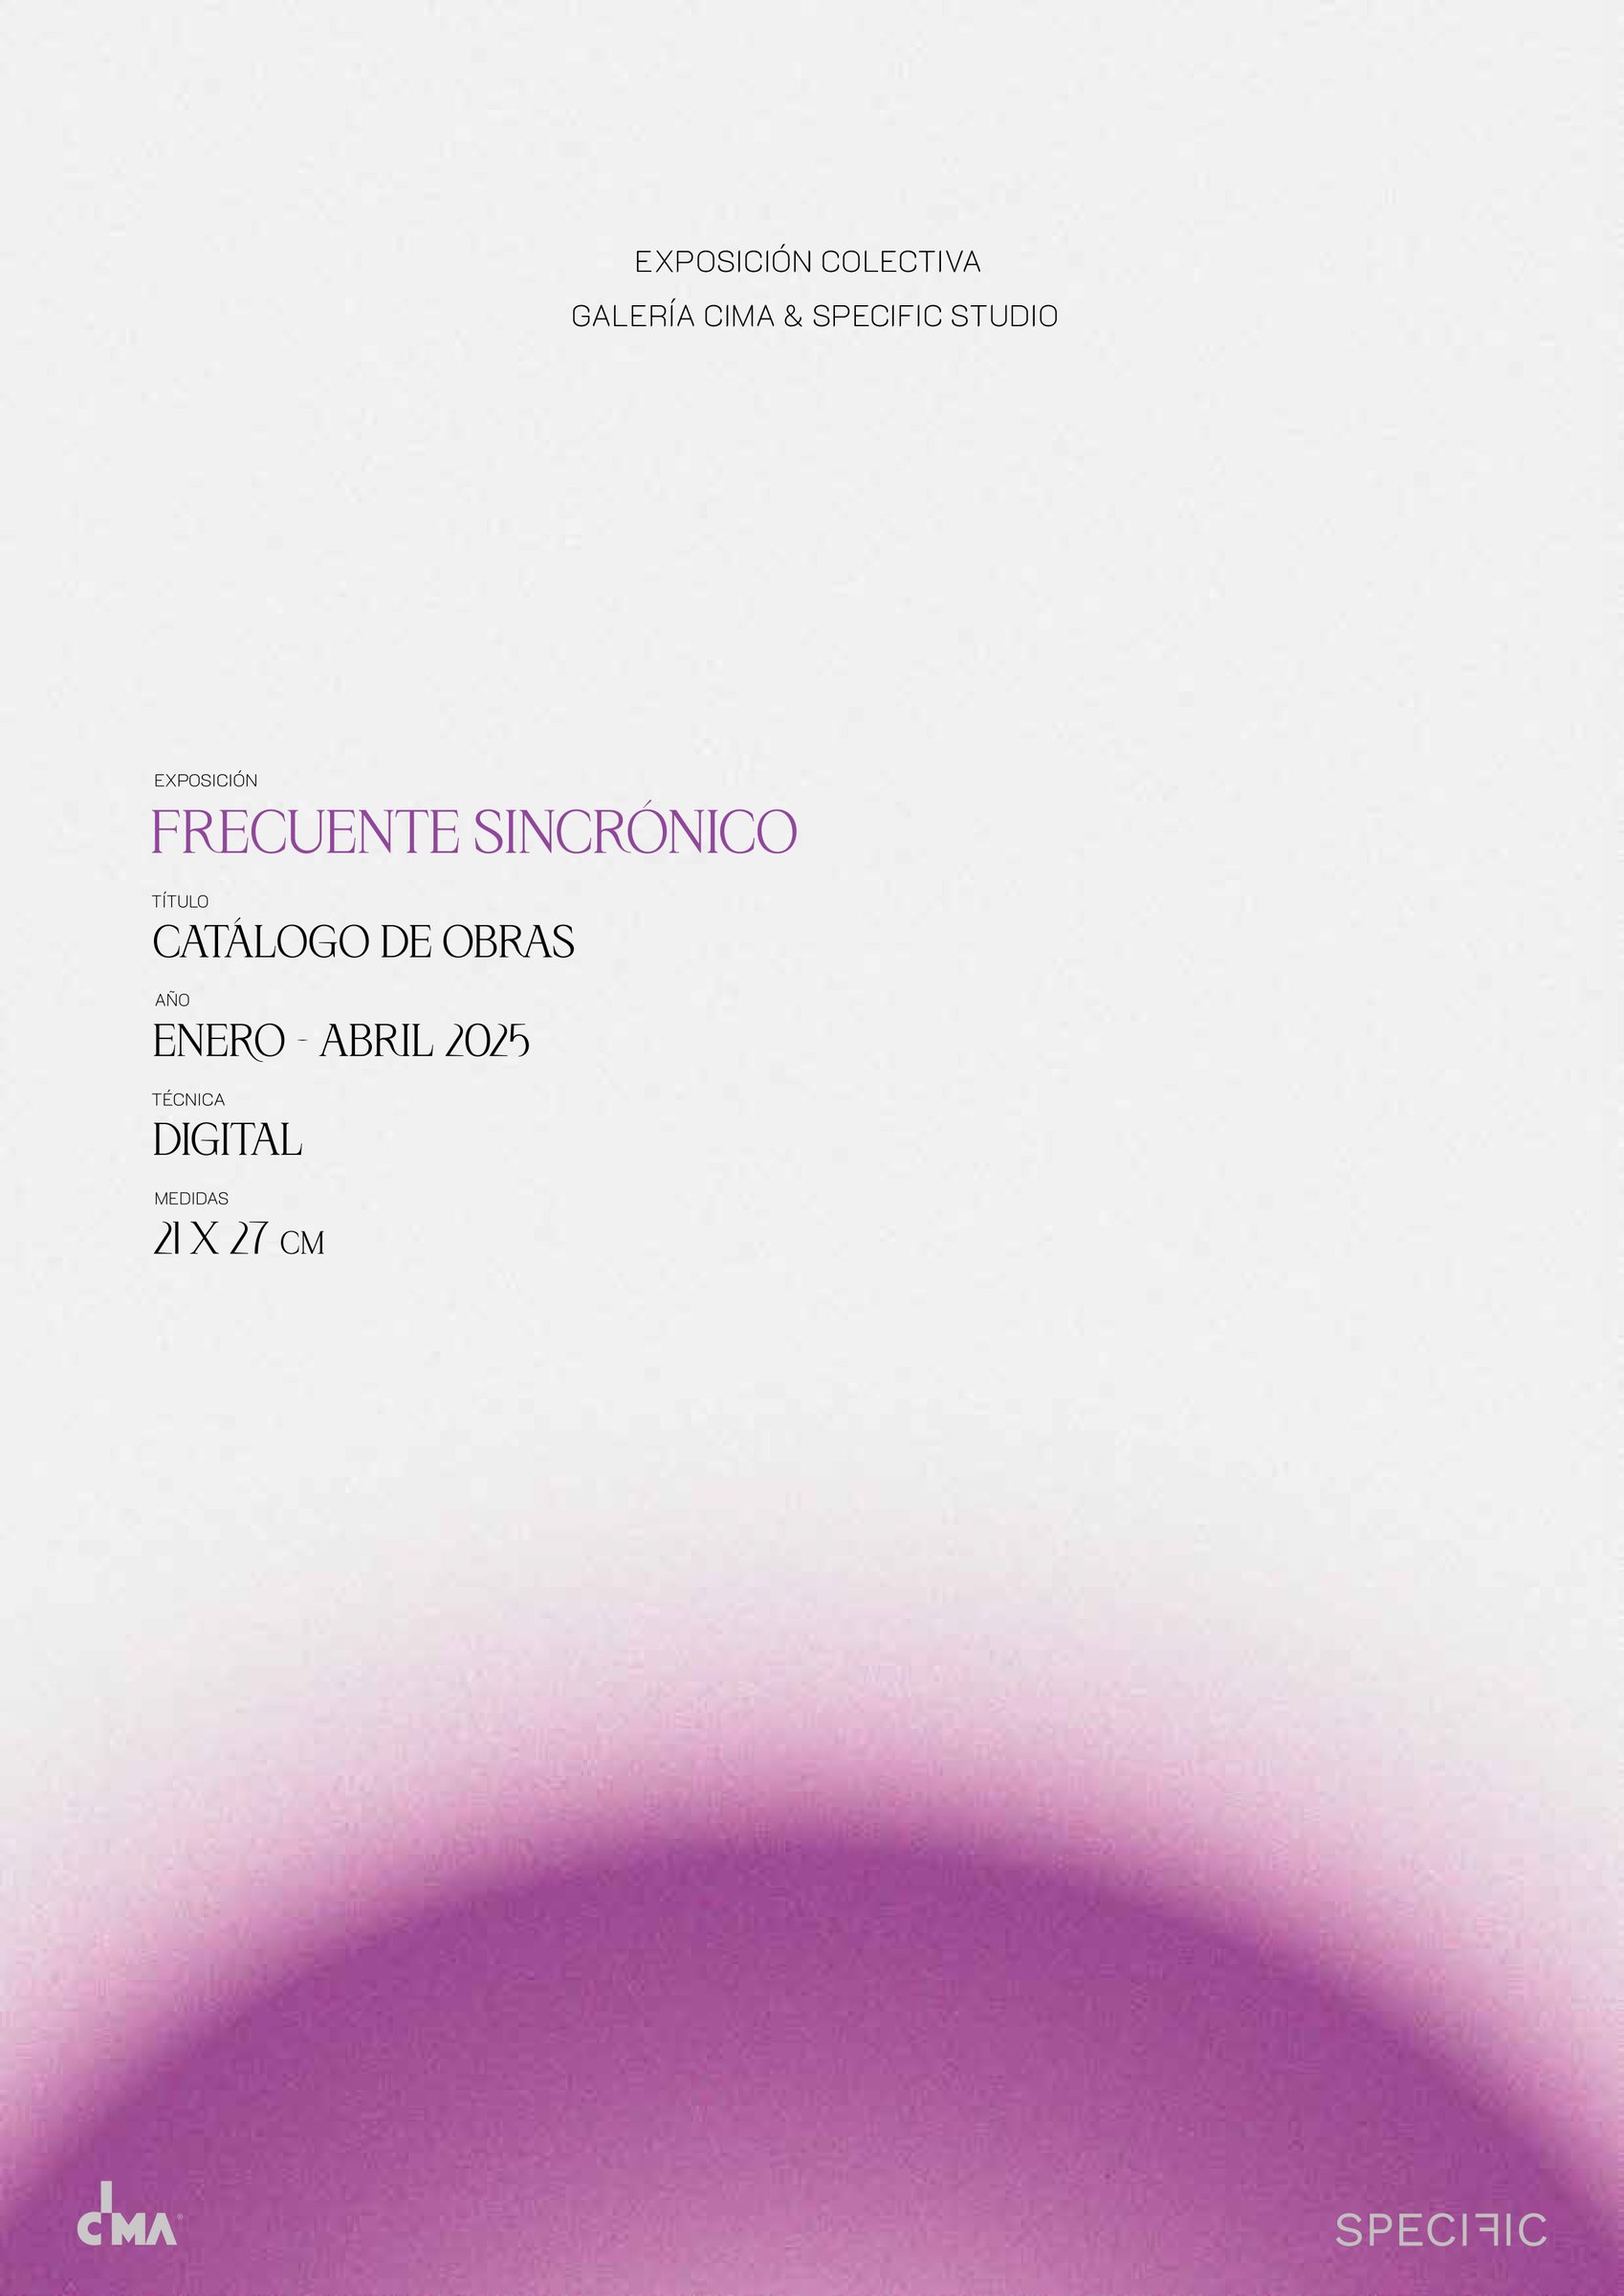 EXPOSICIÓN COLECTIVA
GALERÍA CIMA & SPECIFIC STUDIO
EXPOSICIÓN
FRECUENTE SINCRÓNICO
TÍTULO
CATÁLOGO DE OBRAS
AÑO
ENERO - ABRIL 2025
TÉCNICA
DIGITAL
MEDIDAS
21 X 27 CM
CIMA
SPECIFIC